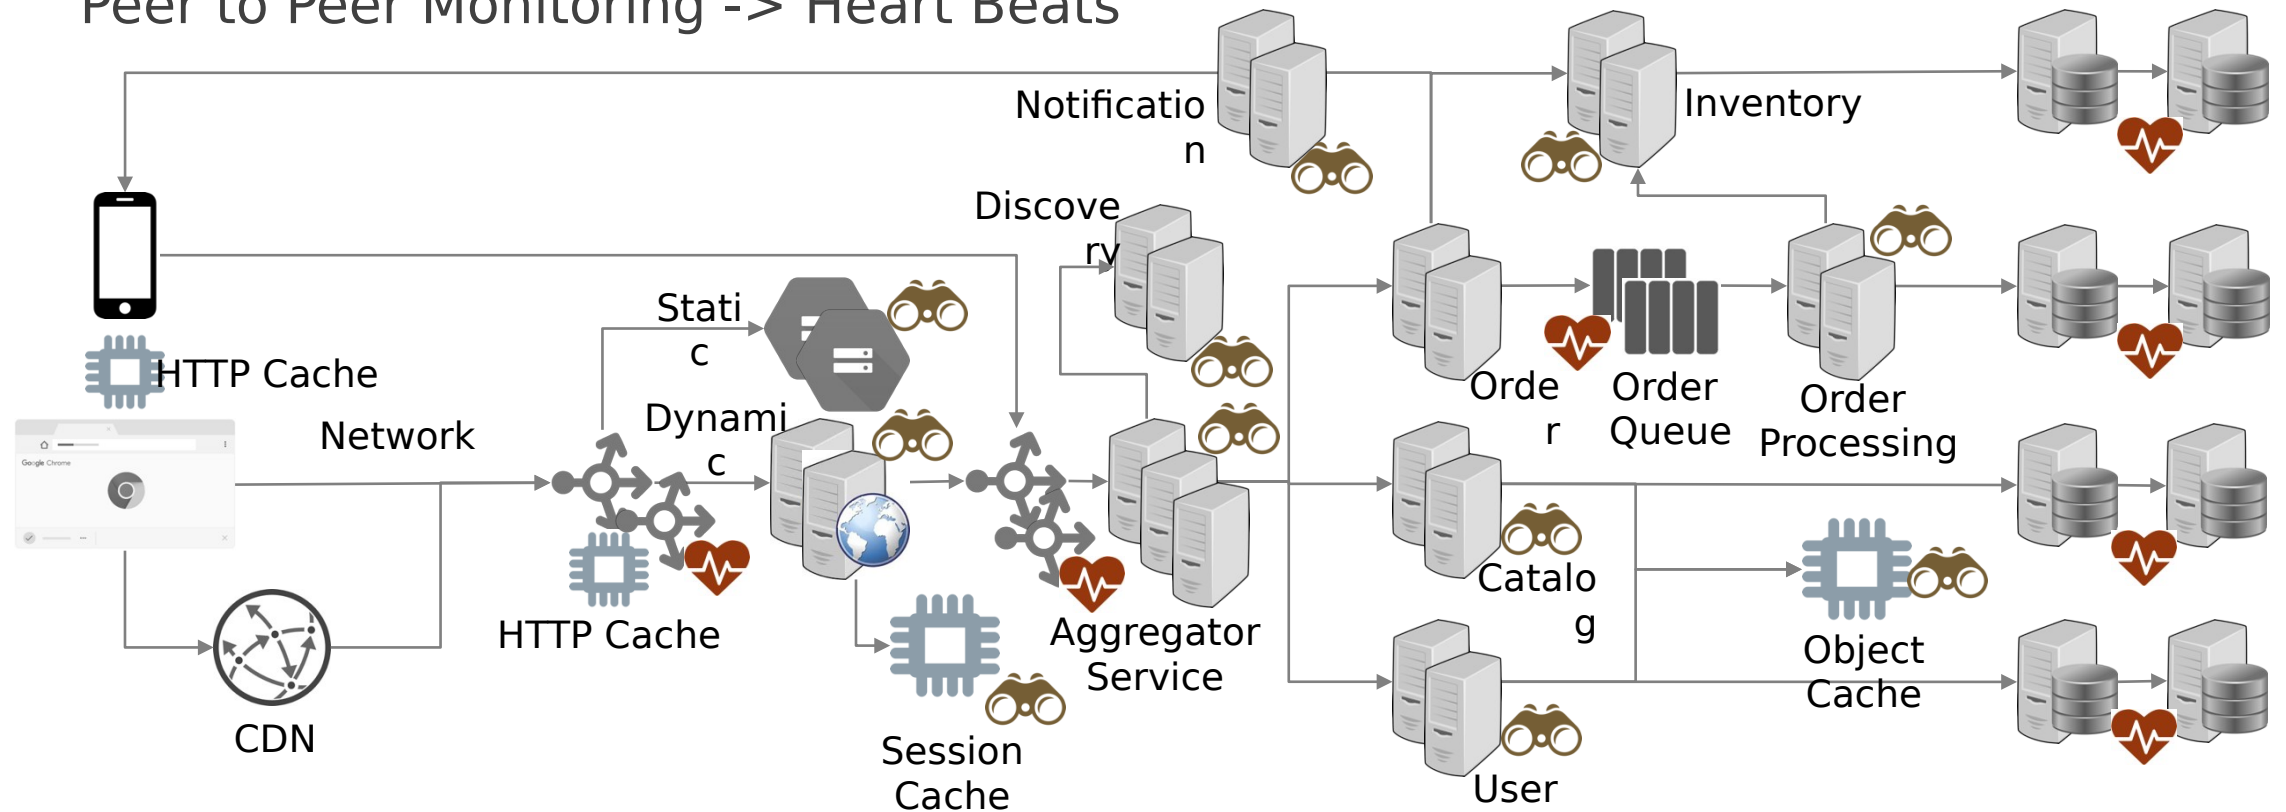 Peer to Peer Monitoring -> Heart Beats
Notificatio
n
Inventory
Discove
ry
Stati
c
HTTP Cache
Network
Dynami
c
Orde
r
Order
Queue
Order
Processing
Google Chrome
HTTP Cache
Aggregator
Service
Catalo
g
Object
Cache
CDN
Session
Cache
User